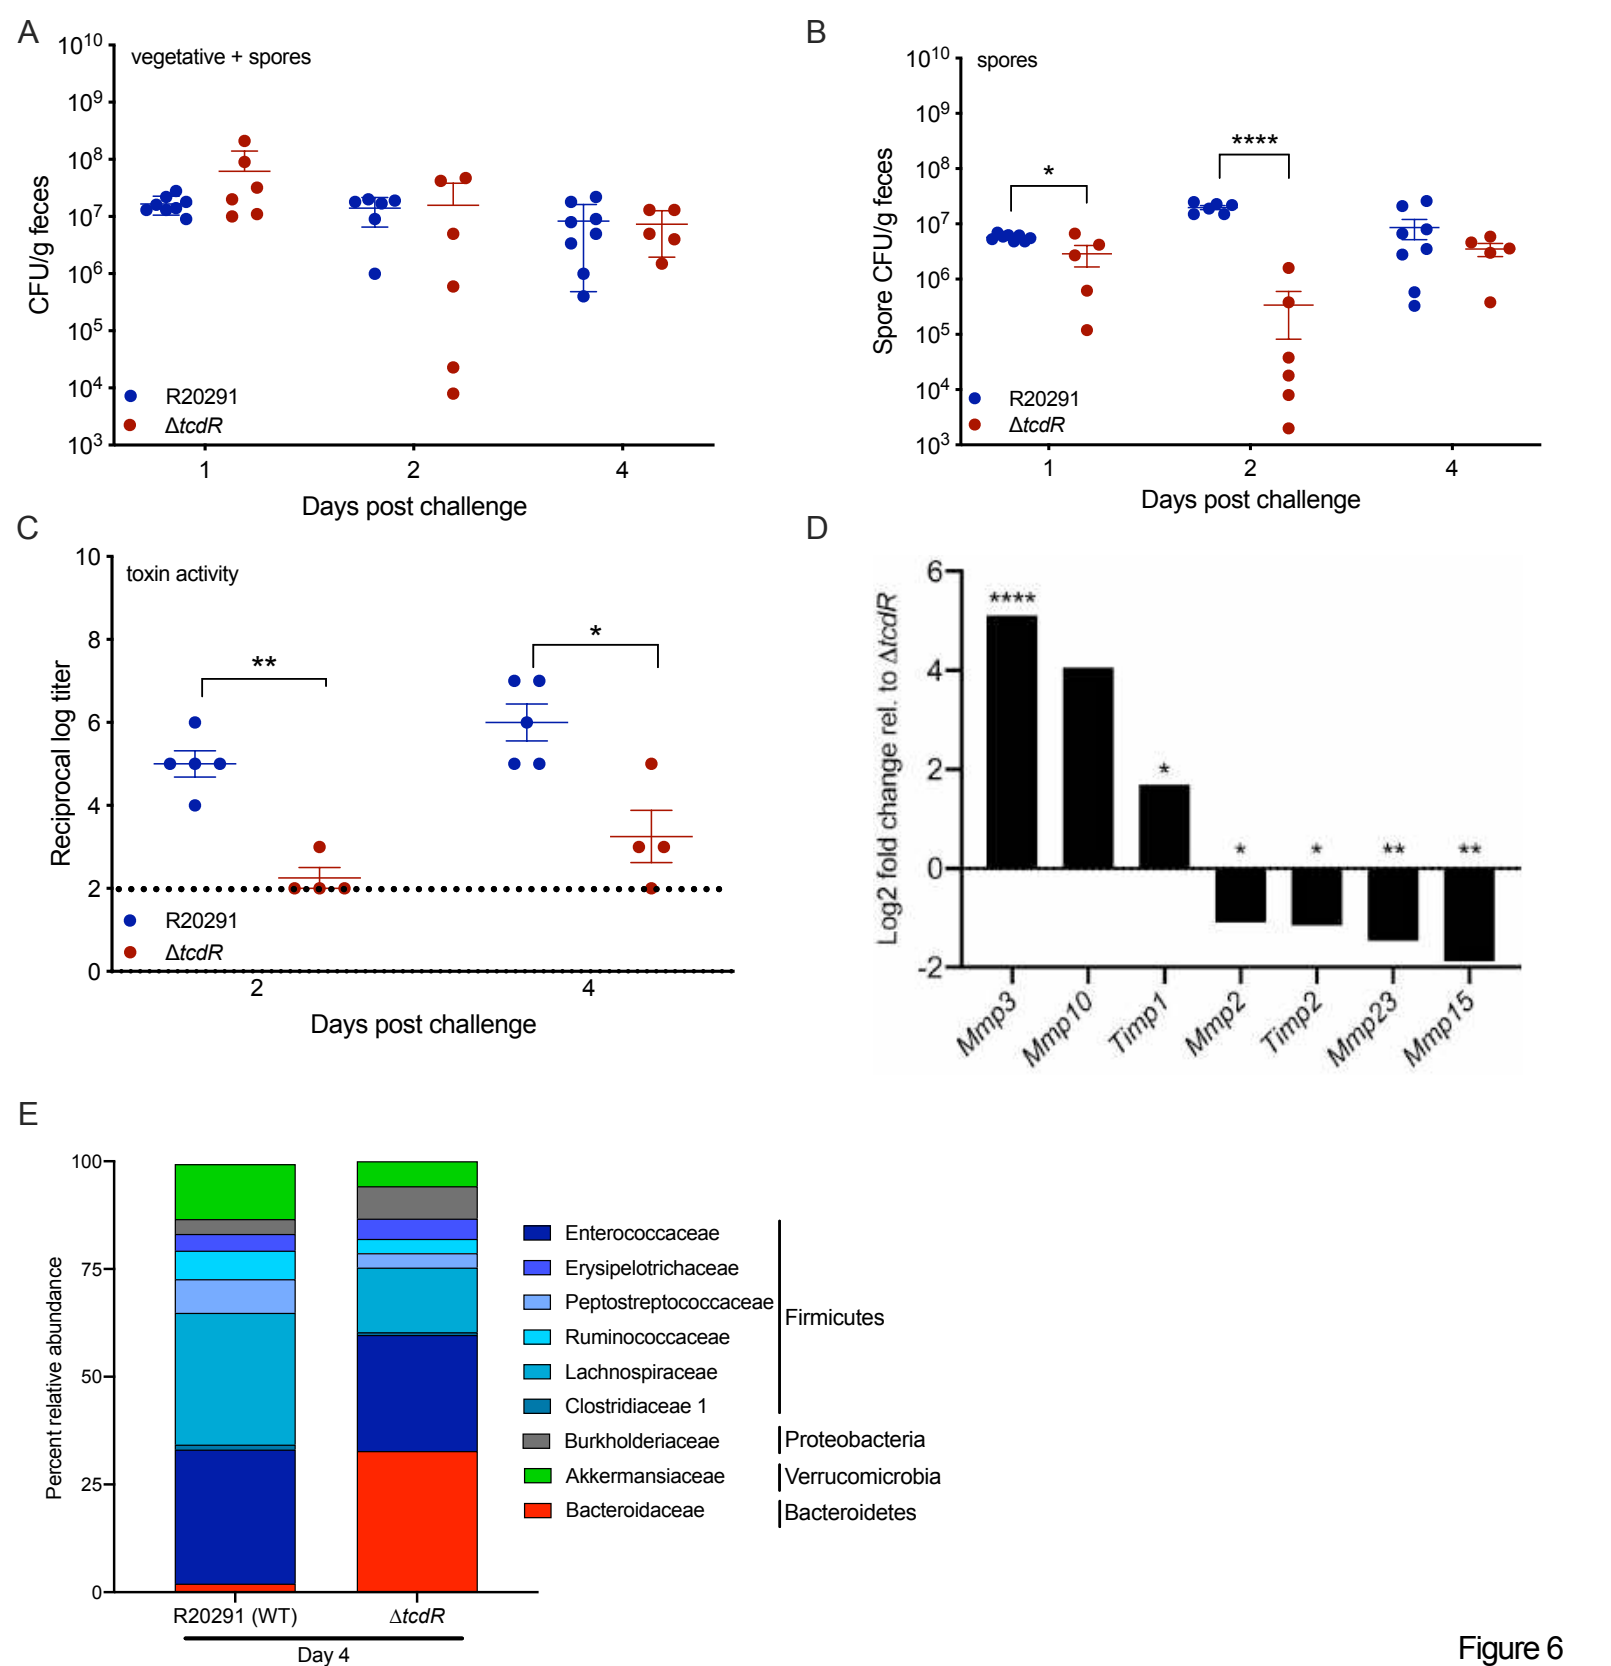 A
vegetative + spores
10^10
10^9
10^8
10^7
10^6
10^5
10^4
10^3
CFU/g feces
R20291
ΔtcdR
1 2 4
Days post challenge
B
spores
10^10
10^9
10^8
10^7
10^6
10^5
10^4
10^3
Spore CFU/g feces
*
****
R20291
ΔtcdR
1 2 4
Days post challenge
C
toxin activity
10
8
6
4
2
0
Reciprocal log titer
**
*
R20291
ΔtcdR
2 4
Days post challenge
D
6
4
2
0
-2
Log2 fold change rel. to ΔtcdR
****
*
* * ** **
Mmp3 Mmp10 Timp1 Mmp2 Timp2 Mmp23 Mmp15
E
100
75
50
25
0
Percent relative abundance
R20291 (WT) ΔtcdR
Day 4
Enterococcaceae
Erysipelotrichaceae
Peptostreptococcaceae
Ruminococcaceae
Lachnospiraceae
Clostridiaceae 1
Burkholderiaceae
Akkermansiaceae
Bacteroidaceae
Firmicutes
Proteobacteria
Verrucomicrobia
Bacteroidetes
Figure 6